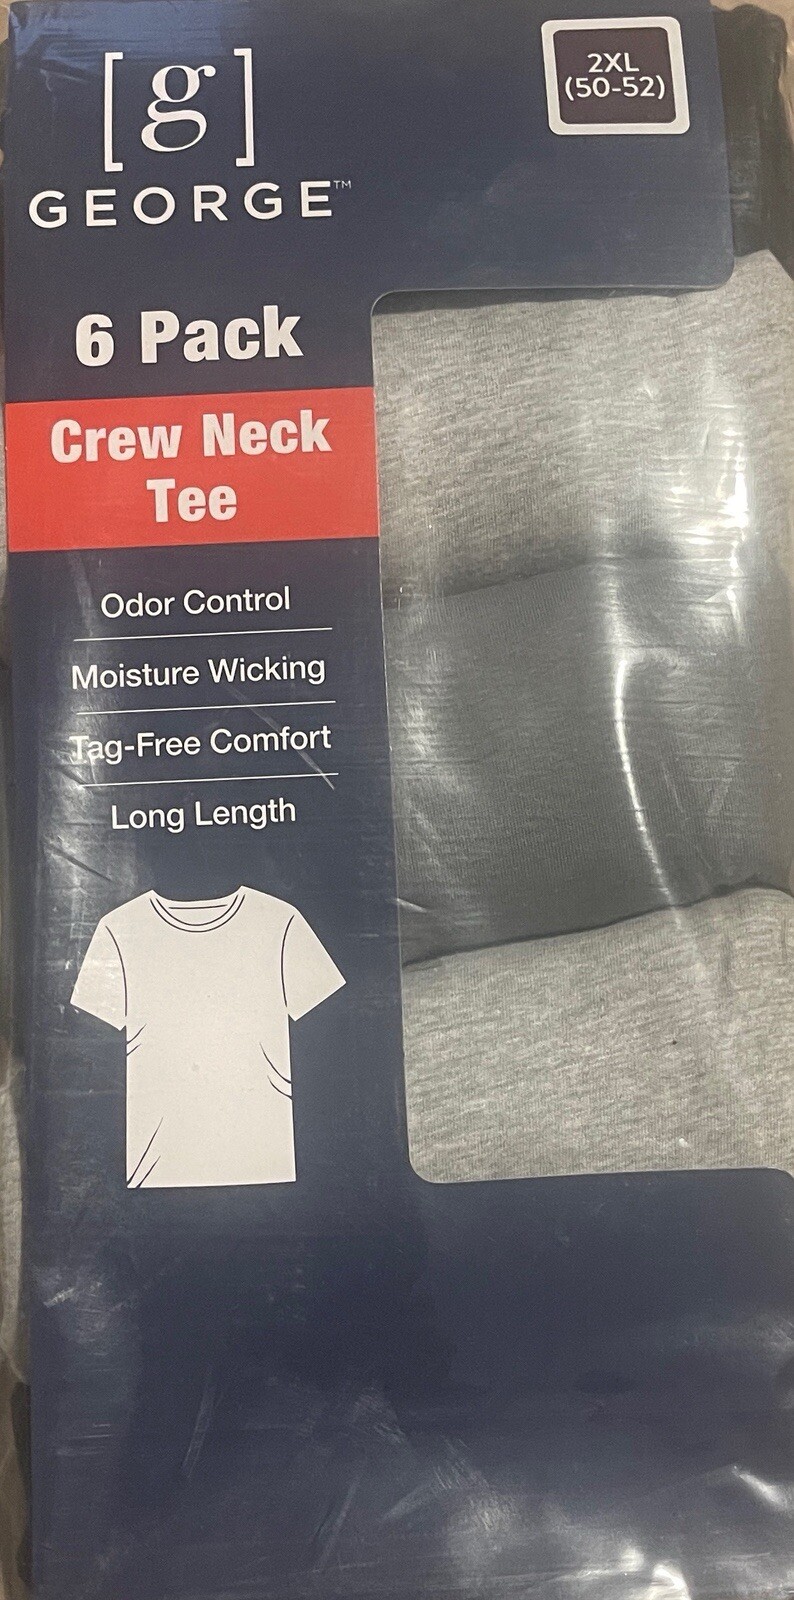 [g]
GEORGE™
2XL
(50-52)
6 Pack
Crew Neck
Tee
Odor Control
Moisture Wicking
Tag-Free Comfort
Long Length